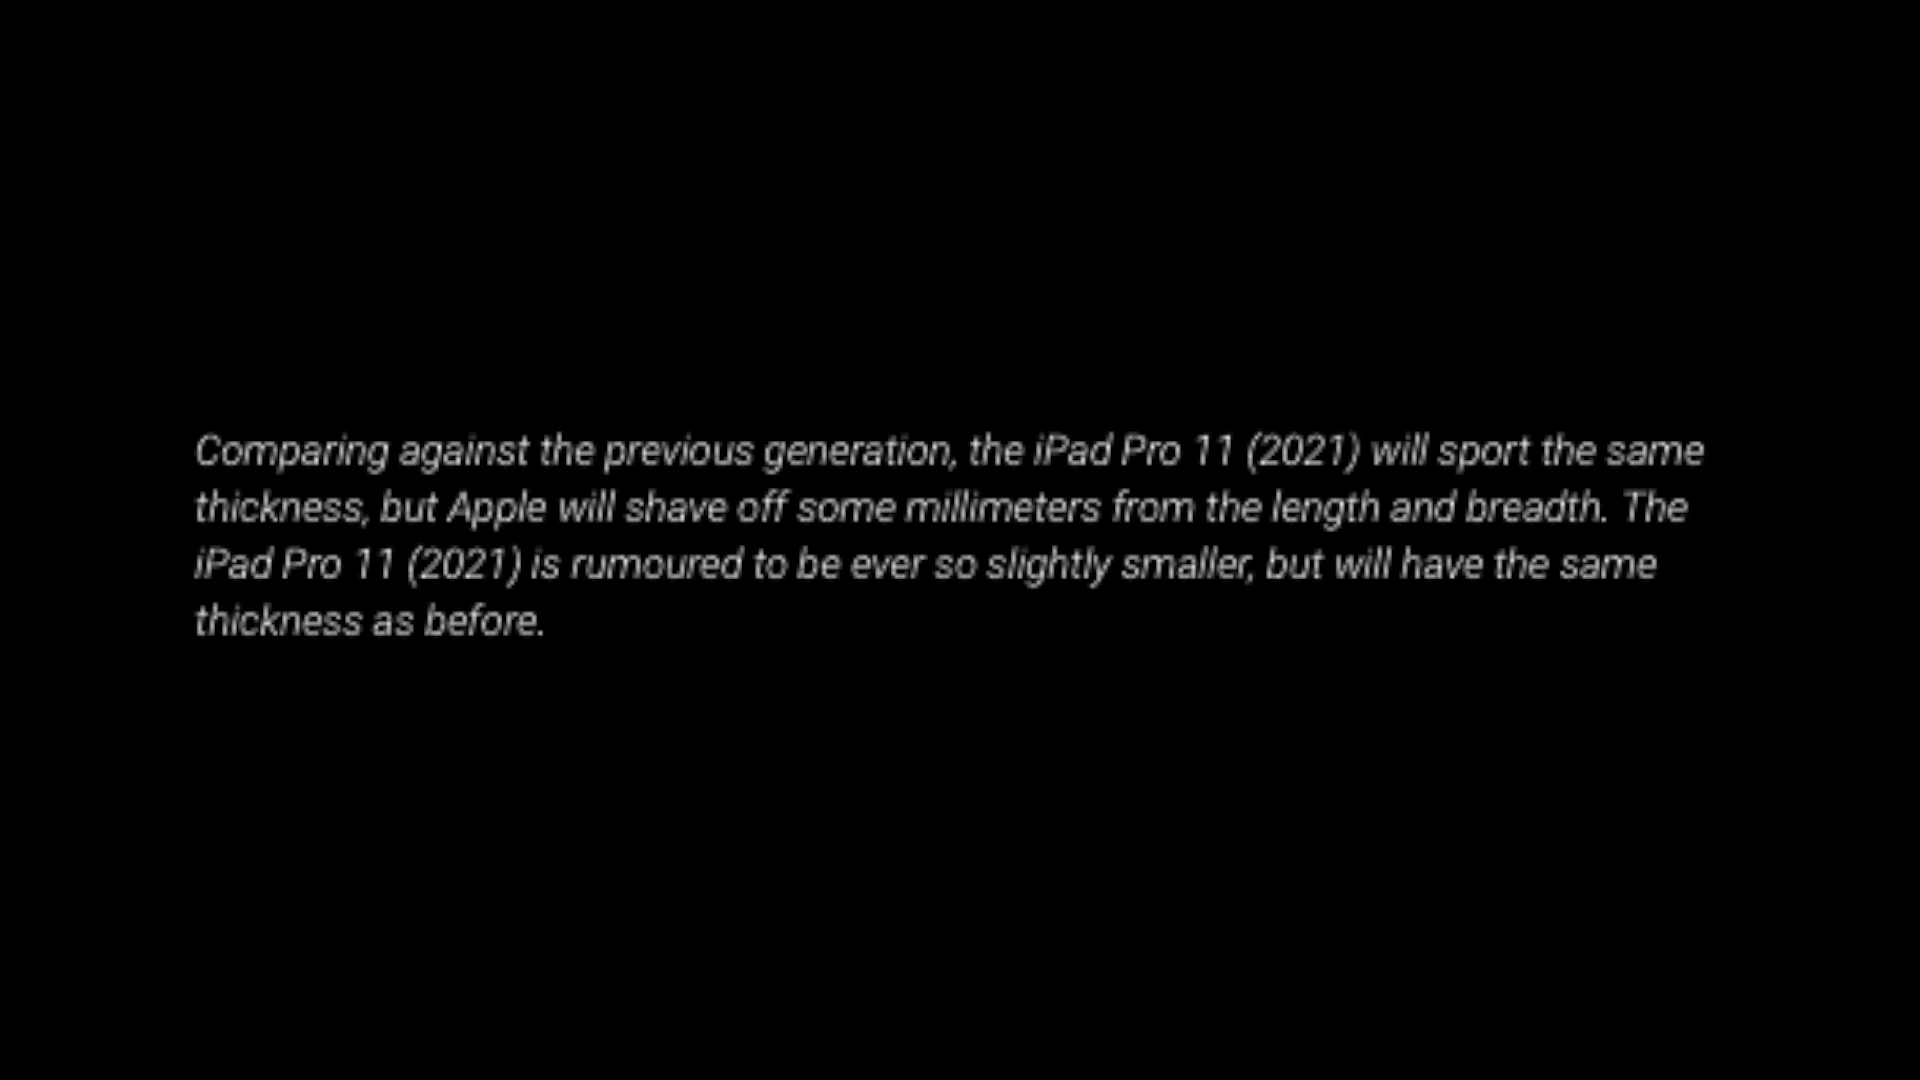 Comparing against the previous generation, the iPad Pro 11 (2021) will sport the same
thickness, but Apple will shave off some millimeters from the length and breadth. The
iPad Pro 11 (2021) is rumoured to be ever so slightly smaller, but will have the same
thickness as before.